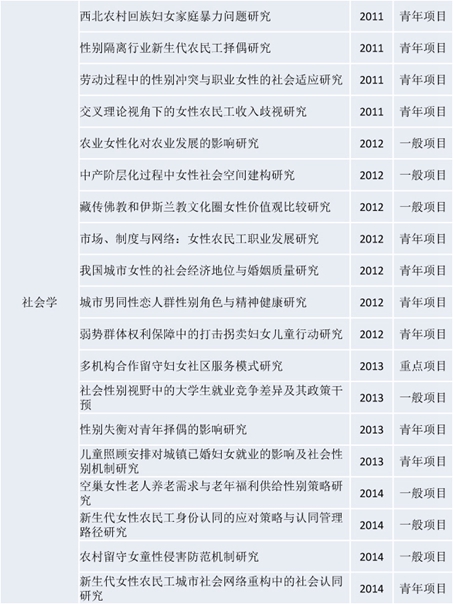 西北农村回族妇女家庭暴力问题研究 2011 青年项目
性别隔离行业新生代农民工择偶研究 2011 青年项目
劳动过程中的性别冲突与职业女性的社会适应研究 2011 青年项目
交叉理论视角下的女性农民工收入歧视研究 2011 青年项目
农业女性化对农业发展的影响研究 2012 一般项目
中产阶层化过程中女性社会空间建构研究 2012 一般项目
藏传佛教和伊斯兰教文化圈女性价值观比较研究 2012 一般项目
市场、制度与网络：女性农民工职业发展研究 2012 青年项目
我国城市女性的社会经济地位与婚姻质量研究 2012 青年项目
社会学 城市男同性恋人群性别角色与精神健康研究 2012 青年项目
弱势群体权利保障中的打击拐卖妇女儿童行动研究 2012 青年项目
多机构合作留守妇女社区服务模式研究 2013 重点项目
社会性别视野中的大学生就业竞争差异及其政策干
预 2013 一般项目
性别失衡对青年择偶的影响研究 2013 青年项目
儿童照顾安排对城镇已婚妇女就业的影响及社会性
别机制研究 2013 青年项目
空巢女性老人养老需求与老年福利供给性别策略研
究 2014 一般项目
新生代女性农民工身份认同的应对策略与认同管理
路径研究 2014 一般项目
农村留守女童性侵害防范机制研究 2014 一般项目
新生代女性农民工城市社会网络重构中的社会认同
研究 2014 青年项目